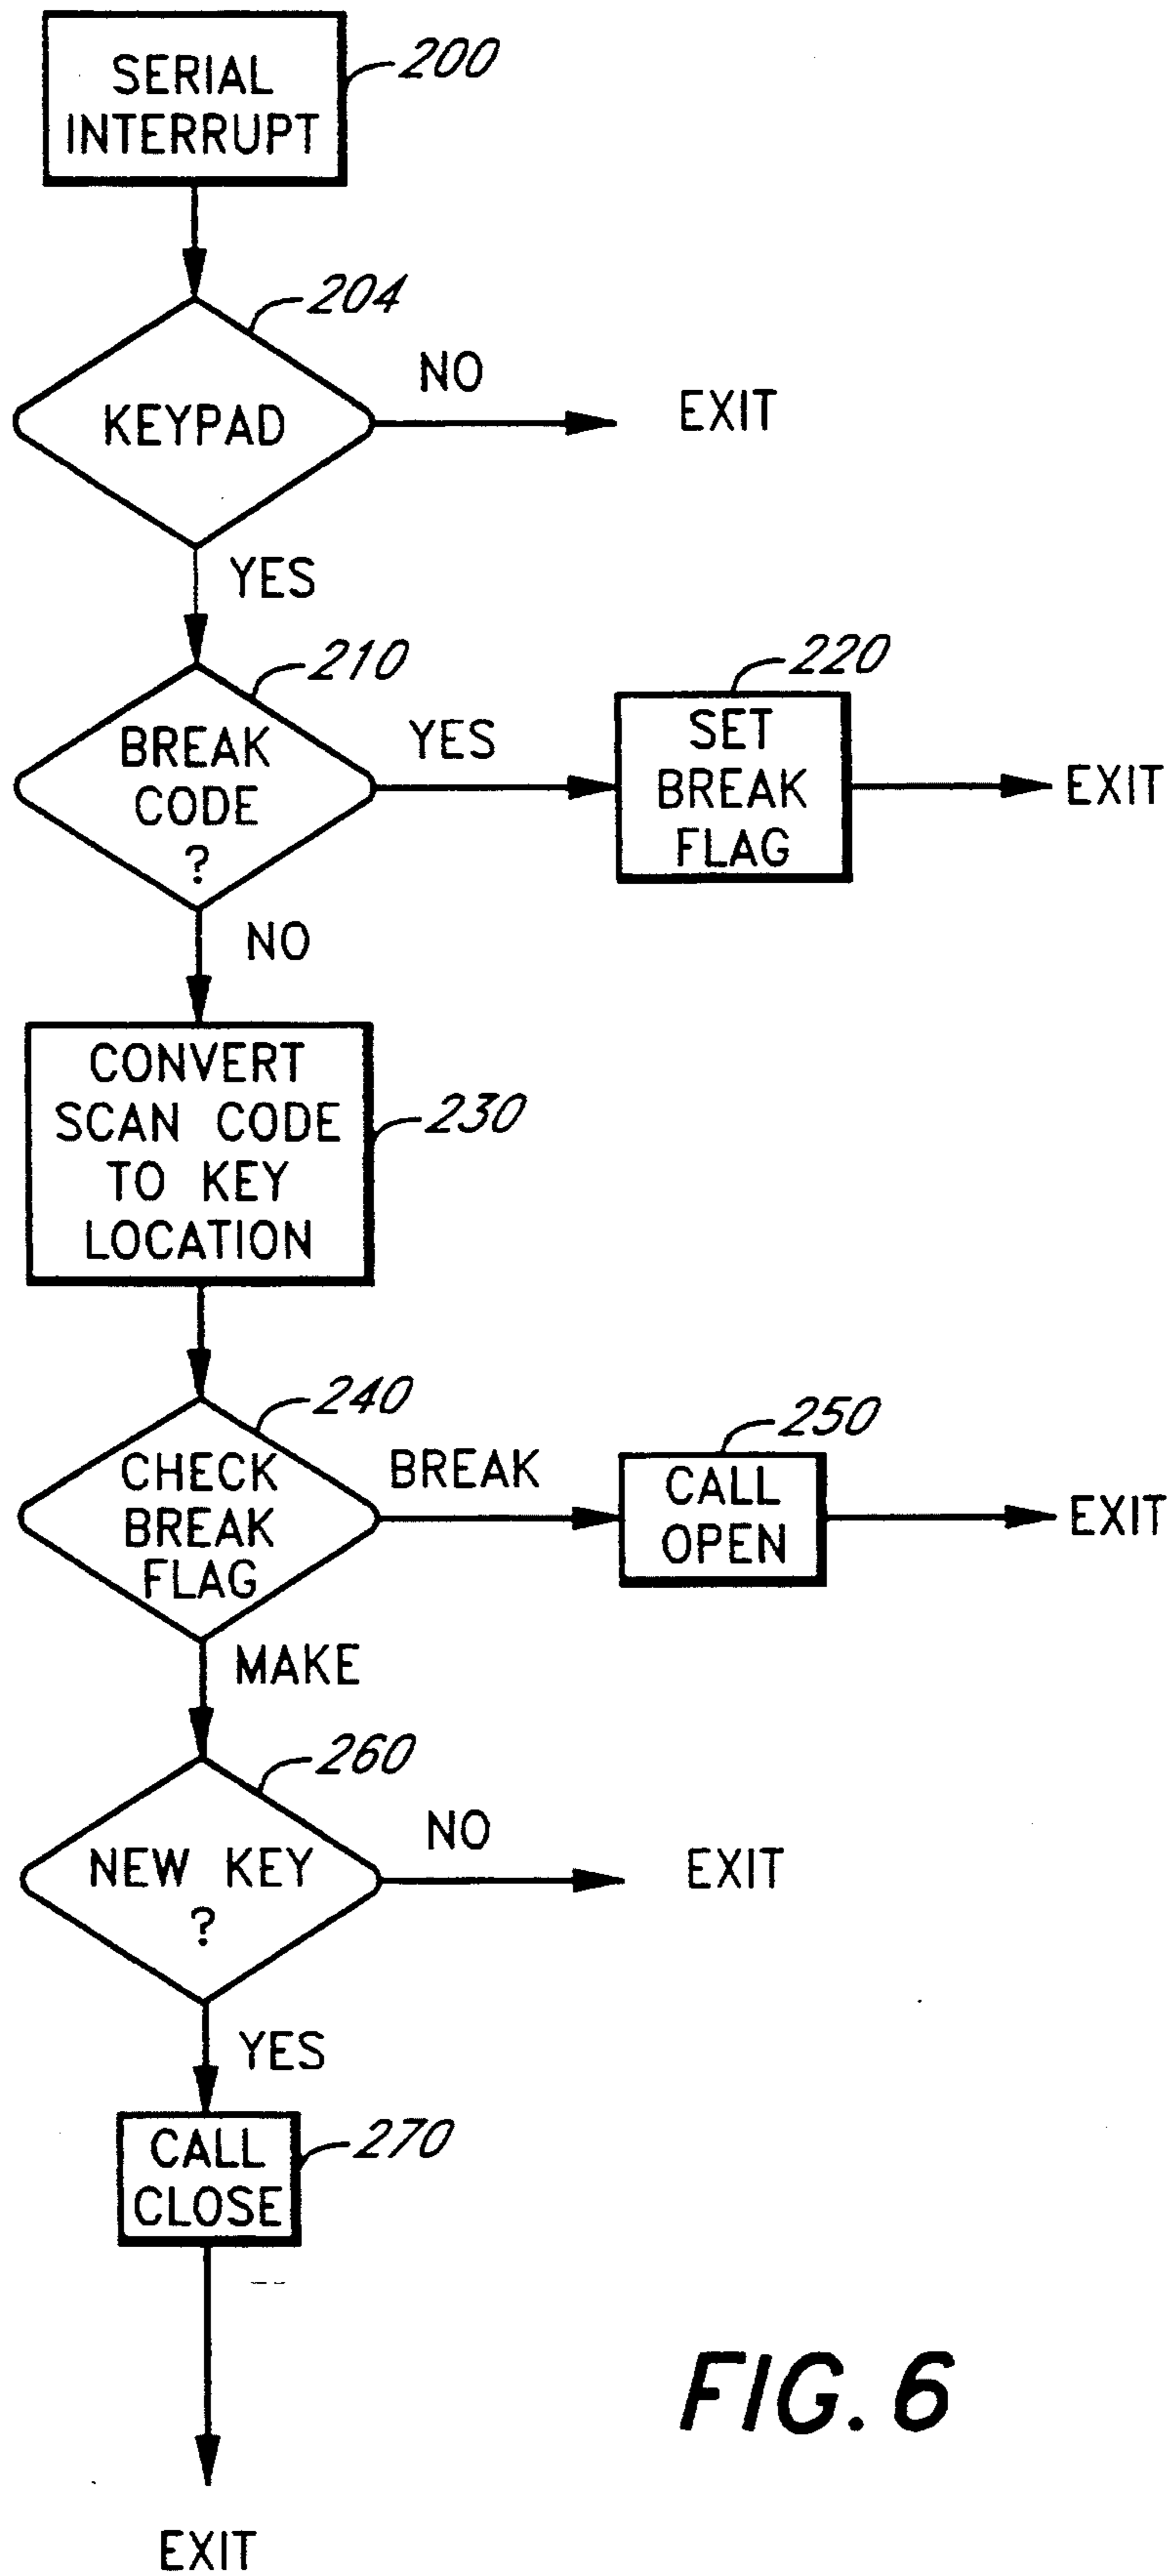 SERIAL
INTERRUPT
200
204
KEYPAD
NO
EXIT
YES
210
BREAK
CODE
?
YES
220
SET
BREAK
FLAG
EXIT
NO
CONVERT
SCAN CODE
TO KEY
LOCATION
230
240
CHECK
BREAK
FLAG
BREAK
250
CALL
OPEN
EXIT
MAKE
260
NEW KEY
?
NO
EXIT
YES
CALL
CLOSE
270
EXIT
FIG. 6